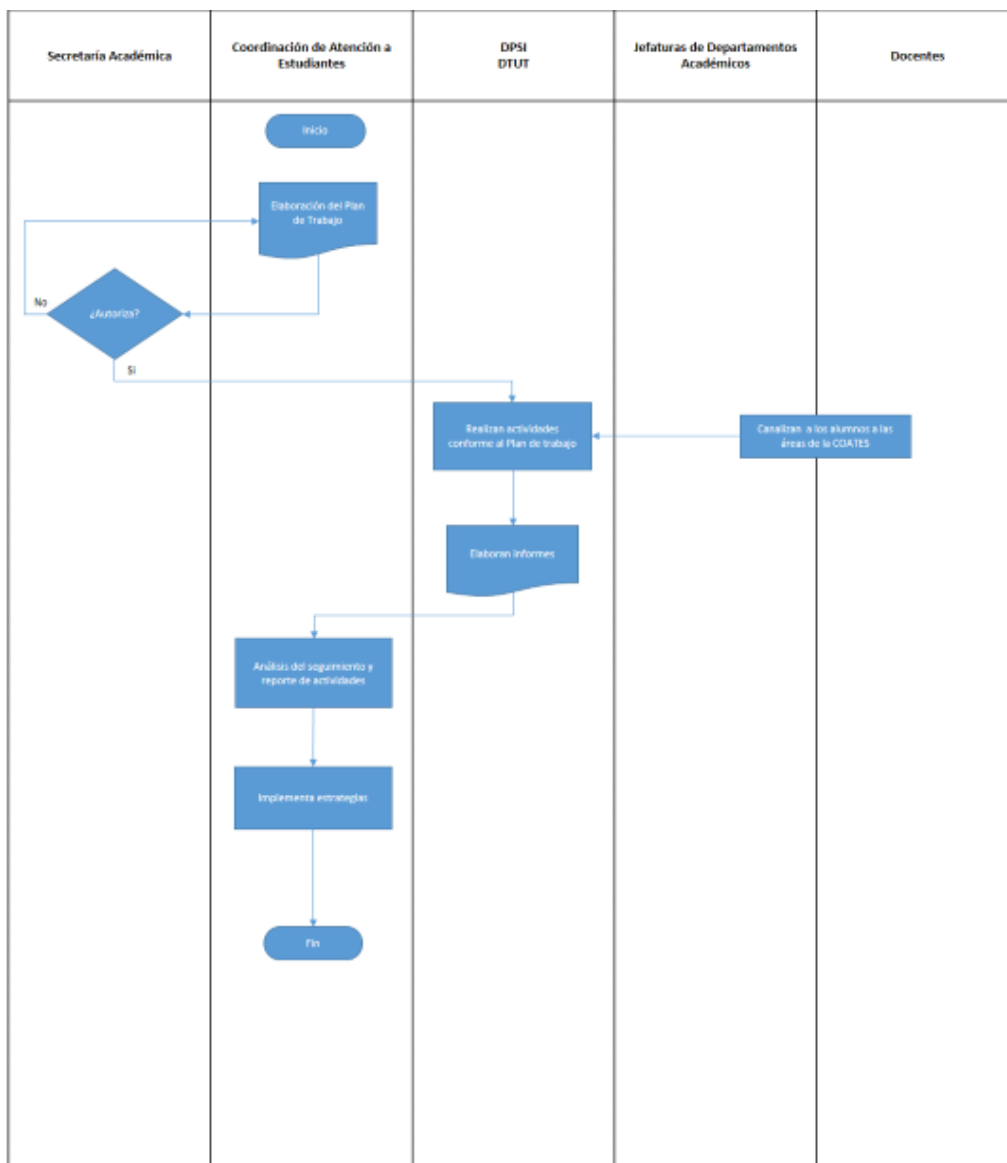 Secretaría Académica
Coordinación de Atención a
Estudiantes
DPSI
DTUT
Jefaturas de Departamentos
Académicos
Docentes
Inicio
Elaboración del Plan
de Trabajo
No
¿Autoriza?
Si
Realizan actividades
conforme al Plan de trabajo
Canalizan a los alumnos a las
áreas de la COATES
Elaboran Informes
Análisis del seguimiento y
reporte de actividades
Implementa estrategias
Fin